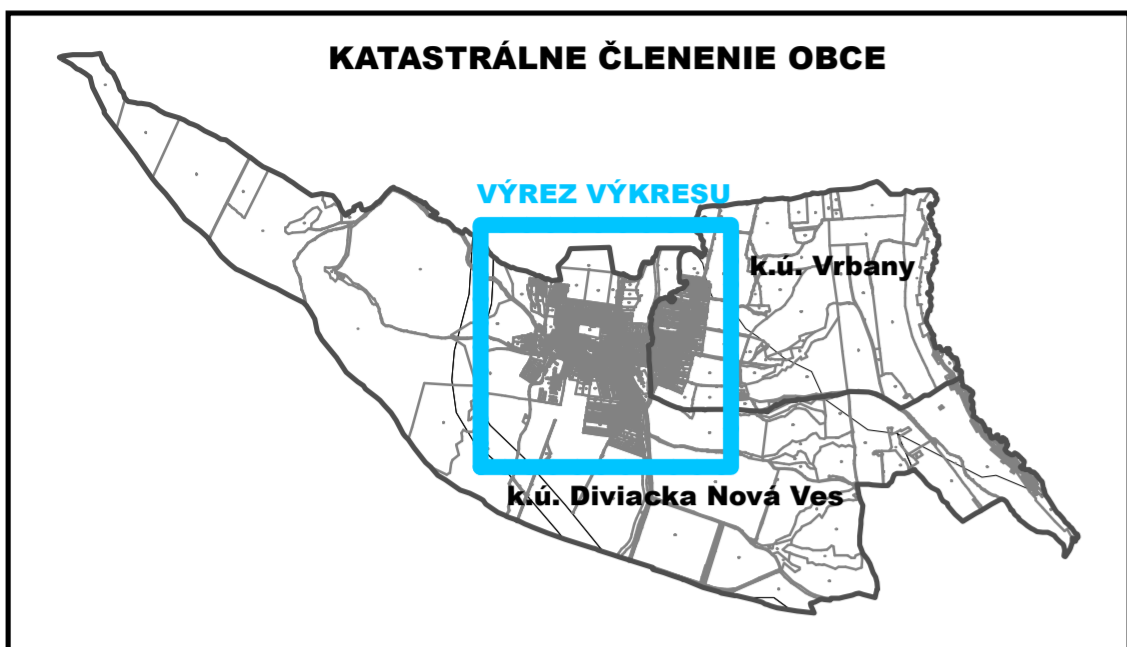 KATASTRÁLNE ČLENENIE OBCE
VÝREZ VÝKRESU
k.ú. Vrbany
k.ú. Diviacka Nová Ves